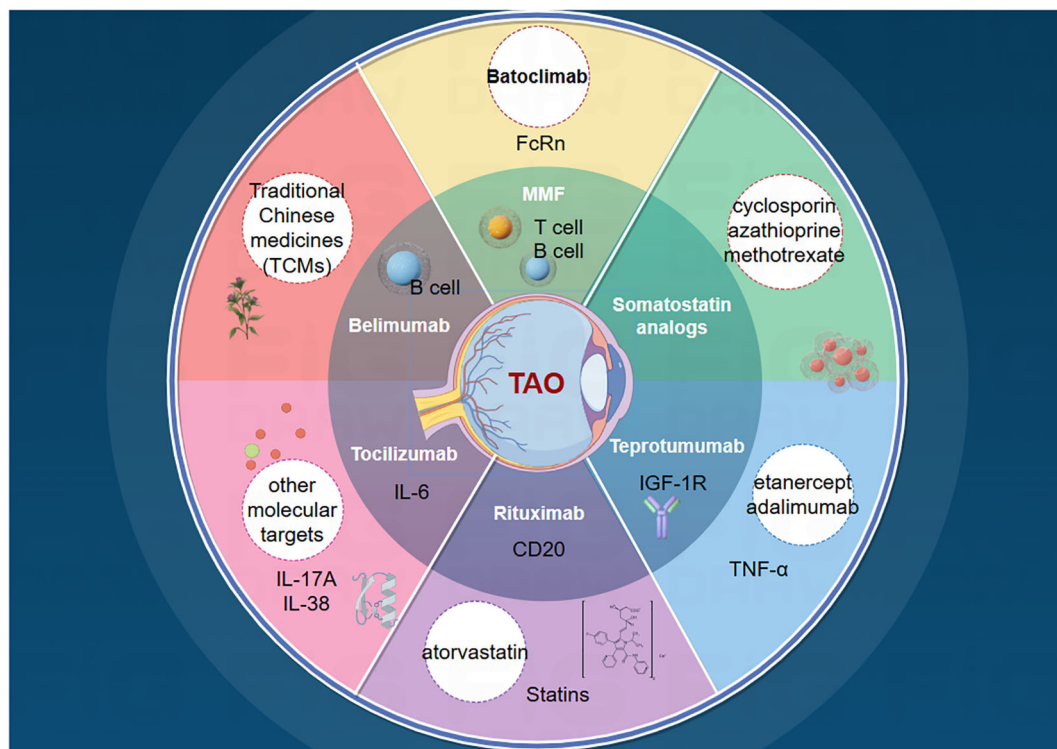 Batoclimab
FcRn
MMF
T cell
B cell
Traditional
Chinese
medicines
(TCMs)
cyclosporin
azathioprine
methotrexate
B cell
Belimumab
Somatostatin
analogs
TAO
Tocilizumab
IL-6
Teprotumumab
IGF-1R
Rituximab
CD20
other
molecular
targets
IL-17A
IL-38
etanercept
adalimumab
TNF-α
atorvastatin
Statins